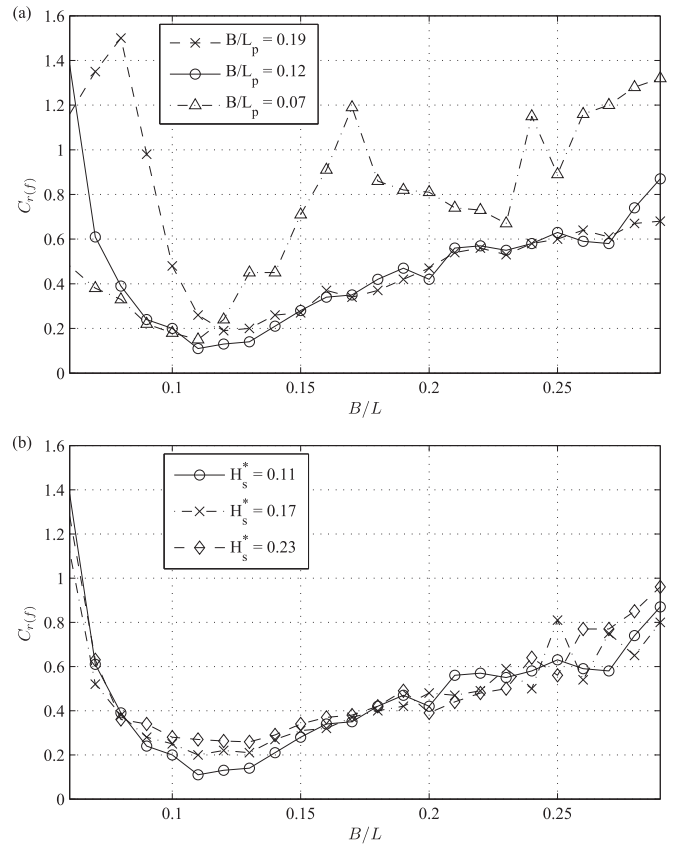 (a)
1.6
1.4
1.2
1
0.8
0.6
0.4
0.2
0
C_r(f)
B/L_p = 0.19
B/L_p = 0.12
B/L_p = 0.07
0.1 0.15 0.2 0.25
B/L
(b)
1.6
1.4
1.2
1
0.8
0.6
0.4
0.2
0
C_r(f)
H_s^* = 0.11
H_s^* = 0.17
H_s^* = 0.23
0.1 0.15 0.2 0.25
B/L